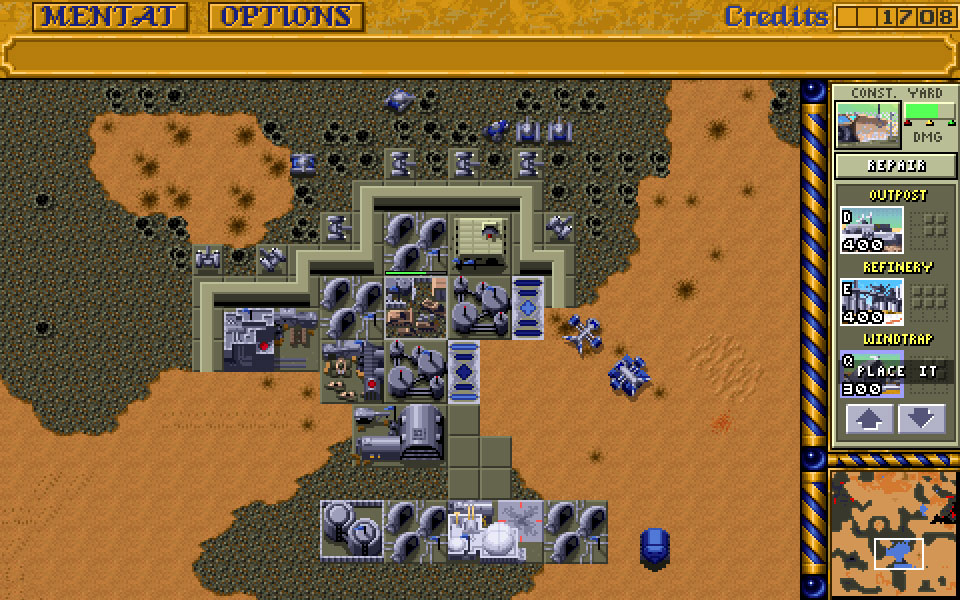 MENTAT OPTIONS Credits 1708
CONST. YARD
DMG
REPAIR
OUTPOST
D
400
REFINERY
E
400
WINDTRAP
Q
PLACE IT
300